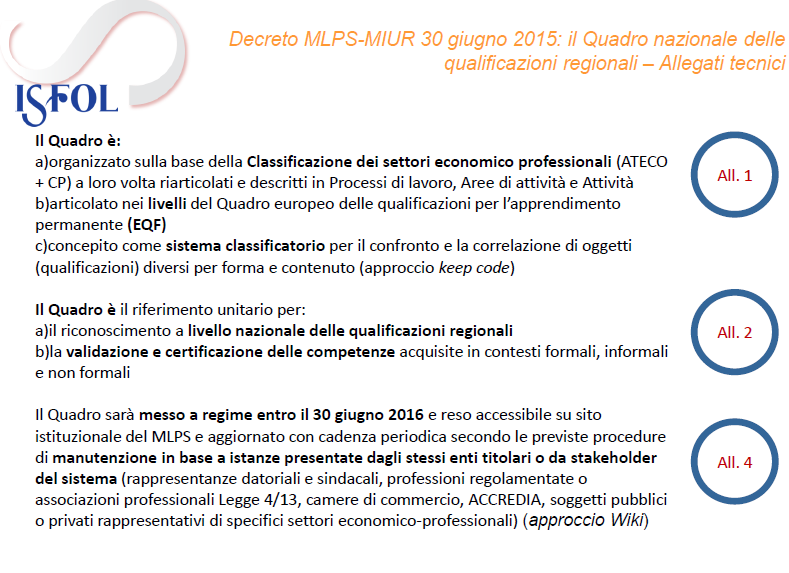 Decreto MLPS-MIUR 30 giugno 2015: il Quadro nazionale delle
qualificazioni regionali – Allegati tecnici
ISFOL
Il Quadro è:
a)organizzato sulla base della Classificazione dei settori economico professionali (ATECO
+ CP) a loro volta riarticolati e descritti in Processi di lavoro, Aree di attività e Attività
b)articolato nei livelli del Quadro europeo delle qualificazioni per l’apprendimento
permanente (EQF)
c)concepito come sistema classificatorio per il confronto e la correlazione di oggetti
(qualificazioni) diversi per forma e contenuto (approccio keep code)
All. 1
Il Quadro è il riferimento unitario per:
a)il riconoscimento a livello nazionale delle qualificazioni regionali
b)la validazione e certificazione delle competenze acquisite in contesti formali, informali
e non formali
All. 2
Il Quadro sarà messo a regime entro il 30 giugno 2016 e reso accessibile su sito
istituzionale del MLPS e aggiornato con cadenza periodica secondo le previste procedure
di manutenzione in base a istanze presentate dagli stessi enti titolari o da stakeholder
del sistema (rappresentanze datoriali e sindacali, professioni regolamentate o
associazioni professionali Legge 4/13, camere di commercio, ACCREDIA, soggetti pubblici
o privati rappresentativi di specifici settori economico-professionali) (approccio Wiki)
All. 4